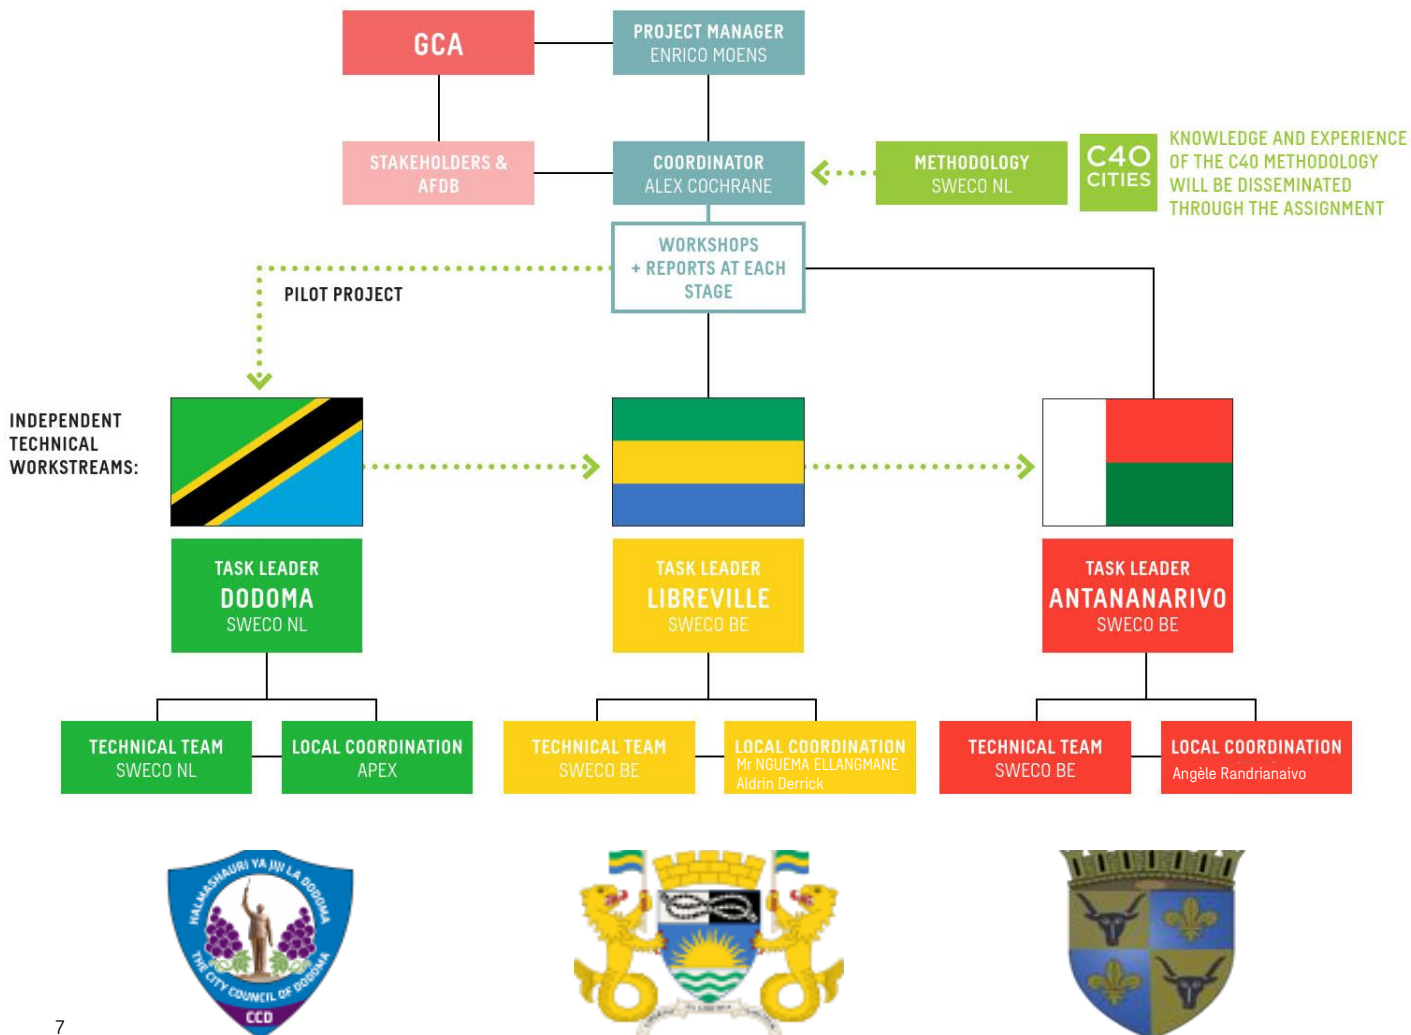 GCA
PROJECT MANAGER
ENRICO MOENS
STAKEHOLDERS &
AFDB
COORDINATOR
ALEX COCHRANE
METHODOLOGY
SWECO NL
C40
CITIES
KNOWLEDGE AND EXPERIENCE
OF THE C40 METHODOLOGY
WILL BE DISSEMINATED
THROUGH THE ASSIGNMENT
WORKSHOPS
+ REPORTS AT EACH
STAGE
PILOT PROJECT
INDEPENDENT
TECHNICAL
WORKSTREAMS:
TASK LEADER
DODOMA
SWECO NL
TASK LEADER
LIBREVILLE
SWECO BE
TASK LEADER
ANTANANARIVO
SWECO BE
TECHNICAL TEAM
SWECO NL
LOCAL COORDINATION
APEX
TECHNICAL TEAM
SWECO BE
LOCAL COORDINATION
Mr NGUEMA ELLANGMANE
Aldrin Derrick
TECHNICAL TEAM
SWECO BE
LOCAL COORDINATION
Angèle Randrianaivo
HALMASHAURI YA JIJI LA DODOMA
THE CITY COUNCIL OF DODOMA
CCD
7